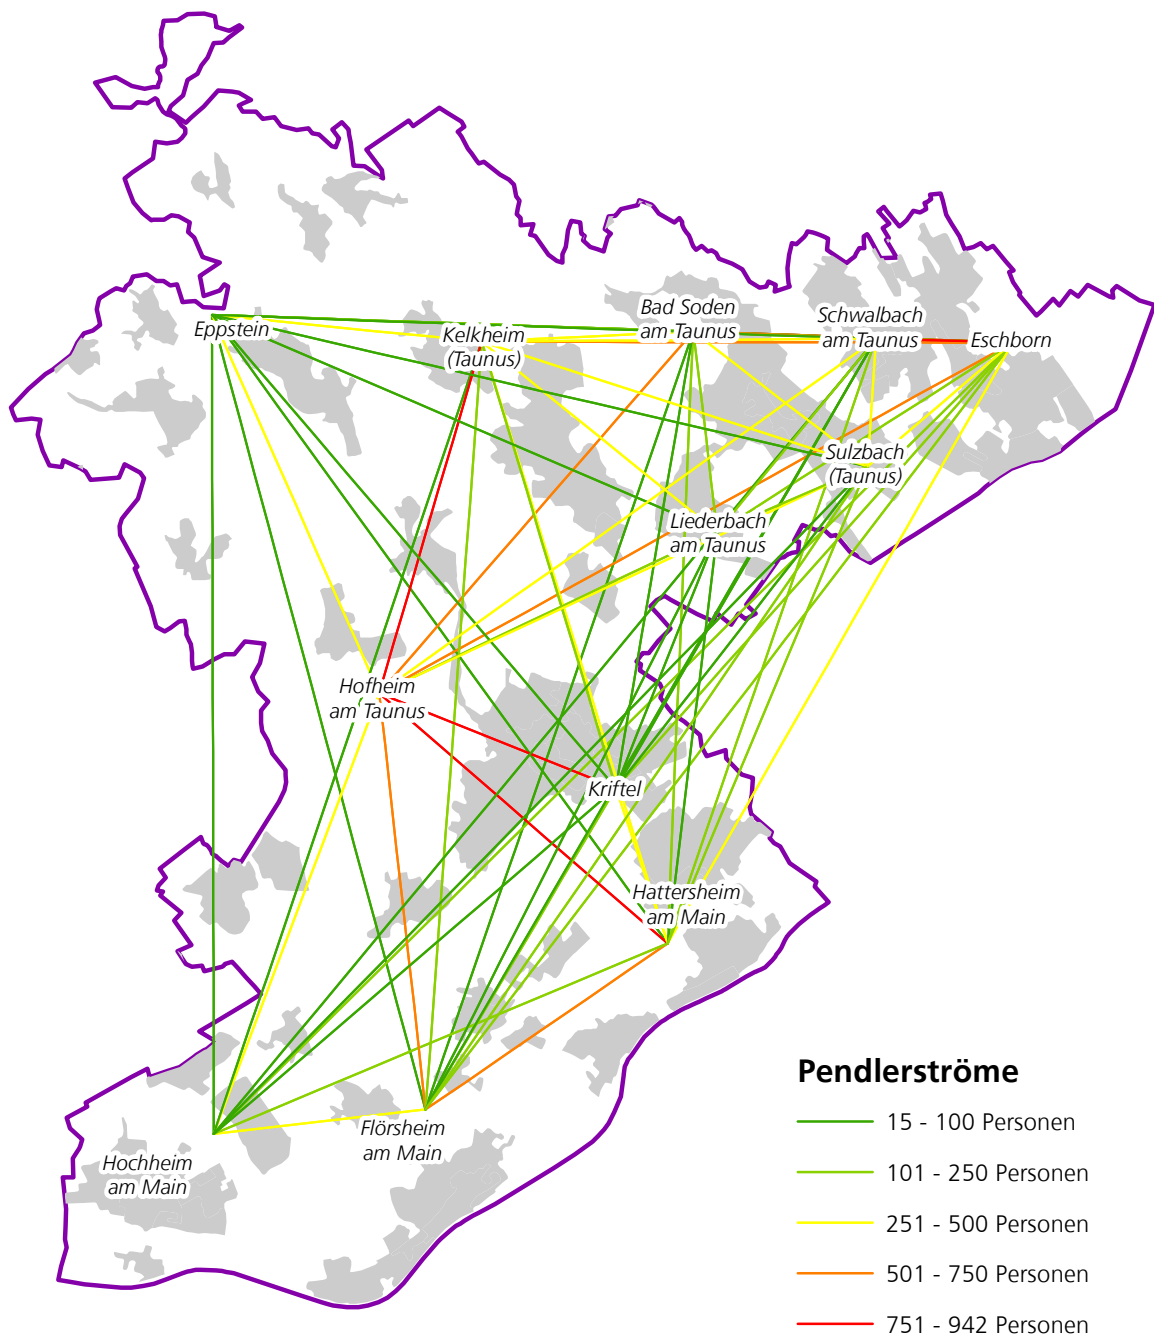 Bad Soden
am Taunus
Schwalbach
am Taunus
Eppstein
Kelkheim
(Taunus)
Eschborn
Sulzbach
(Taunus)
Liederbach
am Taunus
Hofheim
am Taunus
Kriftel
Hattersheim
am Main
Flörsheim
am Main
Hochheim
am Main
Pendlerströme
15 - 100 Personen
101 - 250 Personen
251 - 500 Personen
501 - 750 Personen
751 - 942 Personen